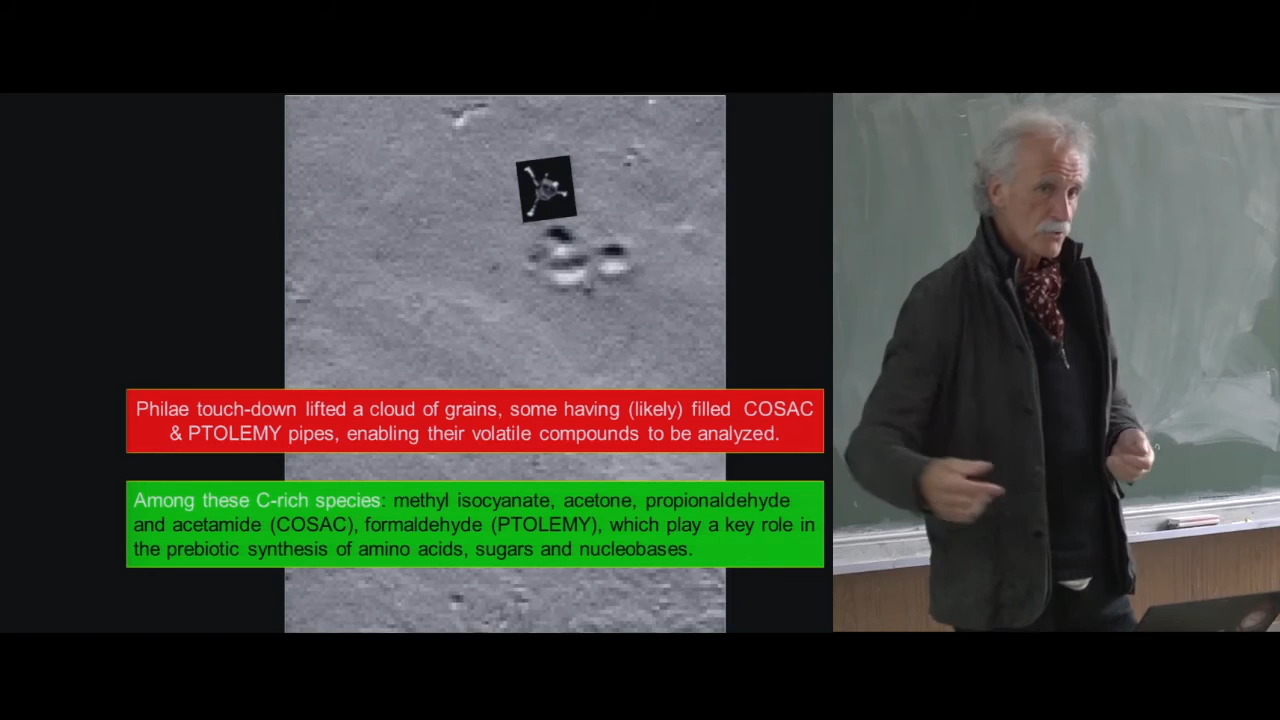 Philae touch-down lifted a cloud of grains, some having (likely) filled COSAC
& PTOLEMY pipes, enabling their volatile compounds to be analyzed.
Among these C-rich species: methyl isocyanate, acetone, propionaldehyde
and acetamide (COSAC), formaldehyde (PTOLEMY), which play a key role in
the prebiotic synthesis of amino acids, sugars and nucleobases.